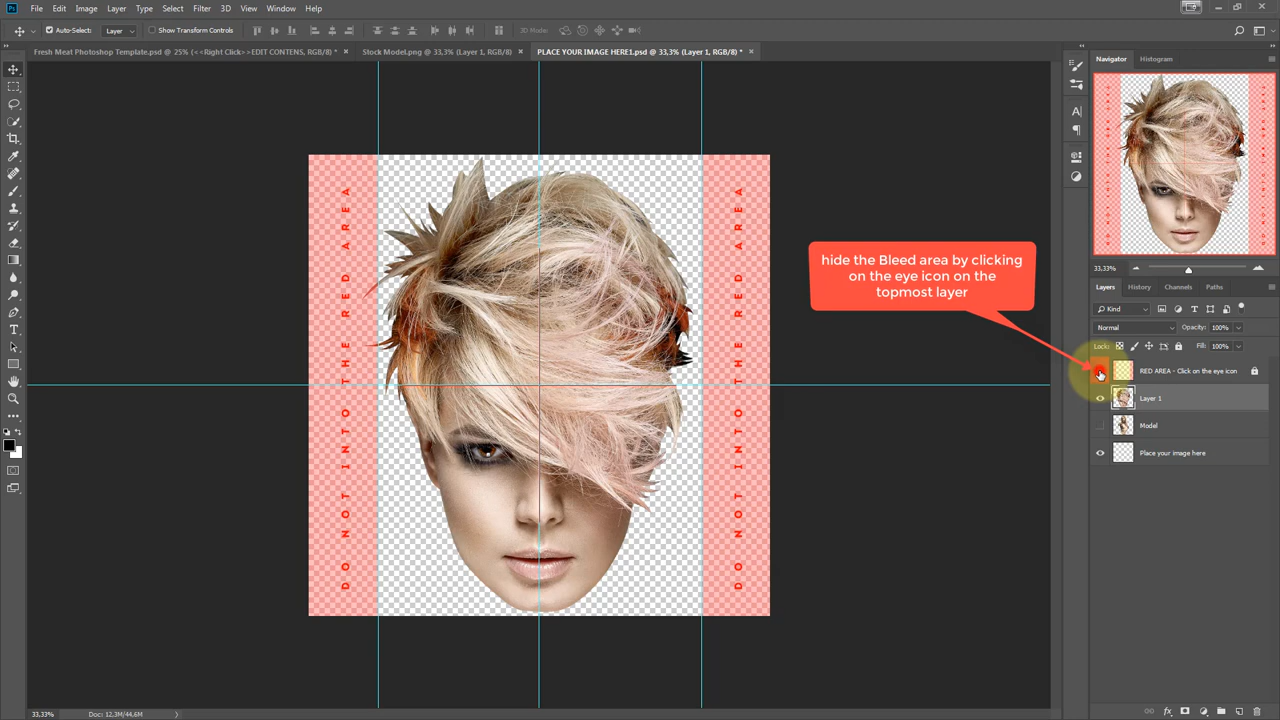 Ps File Edit Image Layer Type Select Filter 3D View Window Help
Auto-Select: Layer Show Transform Controls 3D Mode:
Fresh Meat Photoshop Template.psd @ 25% (<<Right Click>>EDIT CONTENS, RGB/8) * × Stock Model.png @ 33,3% (Layer 1, RGB/8) × PLACE YOUR IMAGE HERE1.psd @ 33,3% (Layer 1, RGB/8) * ×
Navigator Histogram
DO NOT INTO THE RED AREA
DO NOT INTO THE RED AREA
hide the Bleed area by clicking
on the eye icon on the
topmost layer
33,33%
Layers History Channels Paths
Kind
Normal Opacity: 100%
Lock: Fill: 100%
RED AREA - Click on the eye icon
Layer 1
Model
Place your image here
33,33% Doc: 12,3M/44,6M